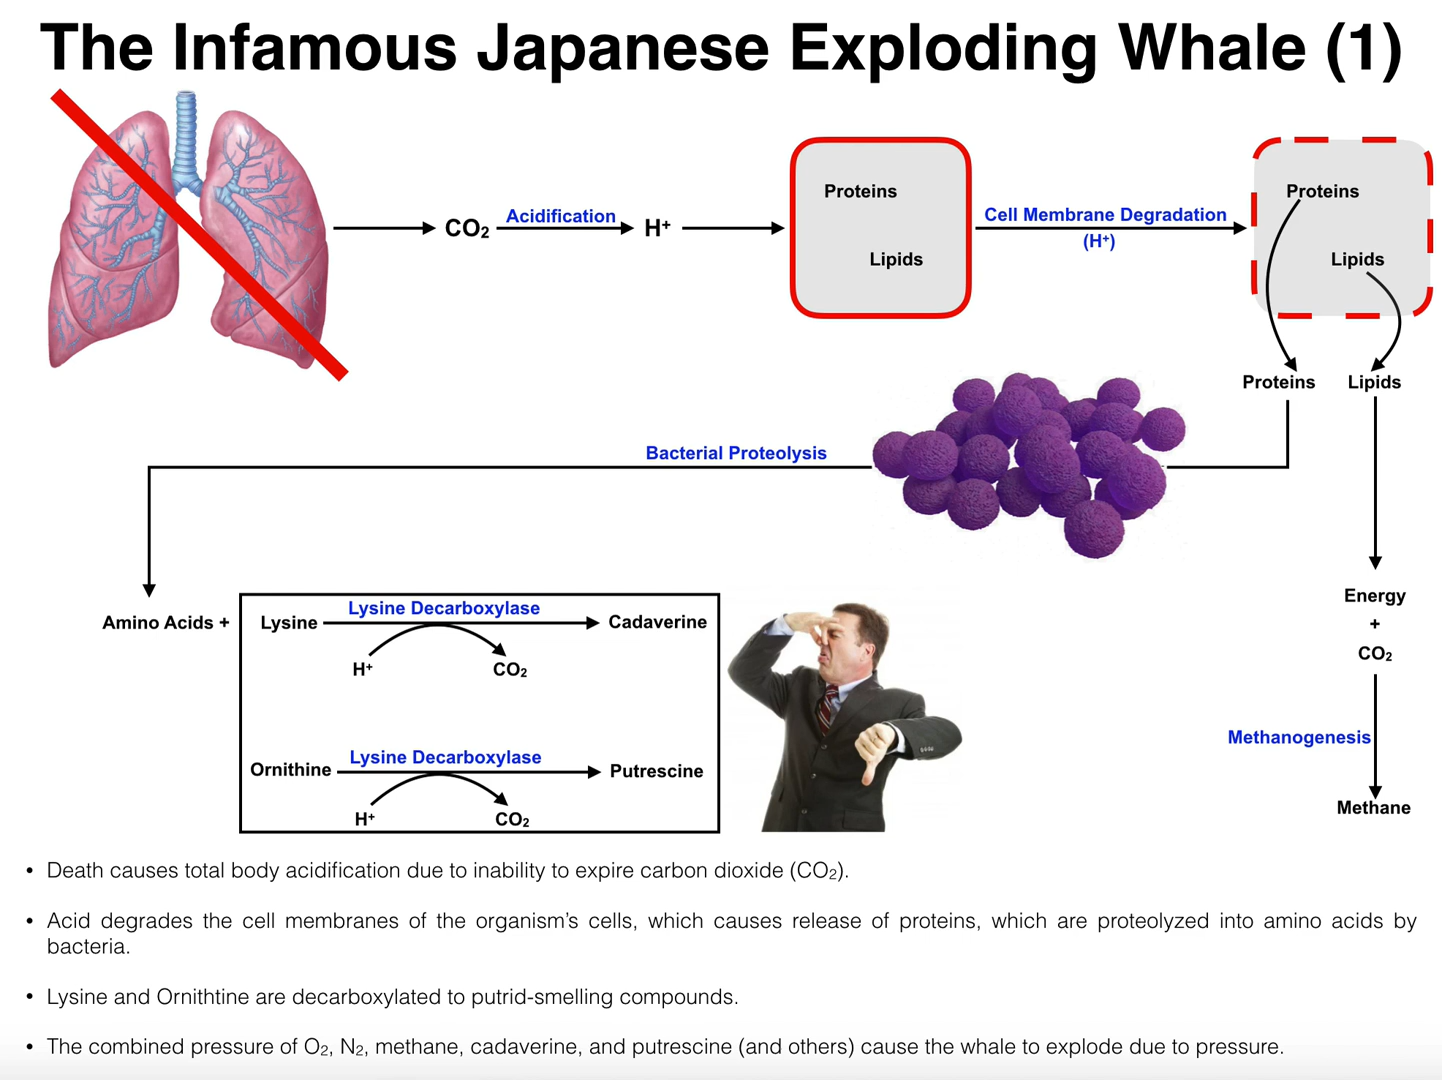 The Infamous Japanese Exploding Whale (1)
CO₂
Acidification
H⁺
Proteins
Lipids
Cell Membrane Degradation
(H⁺)
Proteins
Lipids
Proteins
Lipids
Bacterial Proteolysis
Amino Acids +
Lysine
Lysine Decarboxylase
Cadaverine
H⁺
CO₂
Ornithine
Lysine Decarboxylase
Putrescine
H⁺
CO₂
Energy
+
CO₂
Methanogenesis
Methane
• Death causes total body acidification due to inability to expire carbon dioxide (CO₂).
• Acid degrades the cell membranes of the organism’s cells, which causes release of proteins, which are proteolyzed into amino acids by
bacteria.
• Lysine and Ornithtine are decarboxylated to putrid-smelling compounds.
• The combined pressure of O₂, N₂, methane, cadaverine, and putrescine (and others) cause the whale to explode due to pressure.